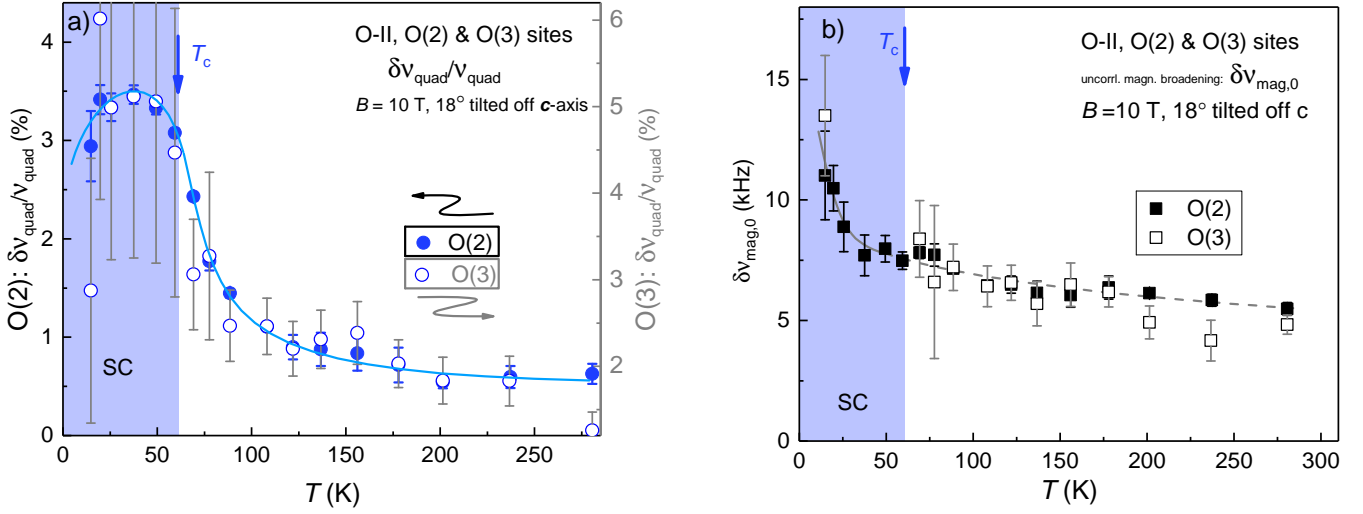 a)
O-II, O(2) & O(3) sites
δν_quad/ν_quad
B = 10 T, 18° tilted off c-axis
T_c
O(2)
O(3)
SC
O(2): δν_quad/ν_quad (%)
4
3
2
1
0
O(3): δν_quad/ν_quad (%)
6
5
4
3
2
0 50 100 150 200 250
T (K)
b)
O-II, O(2) & O(3) sites
uncorrl. magn. broadening: δν_mag,0
B =10 T, 18° tilted off c
T_c
O(2)
O(3)
SC
δν_mag,0 (kHz)
15
10
5
0
0 50 100 150 200 250 300
T (K)